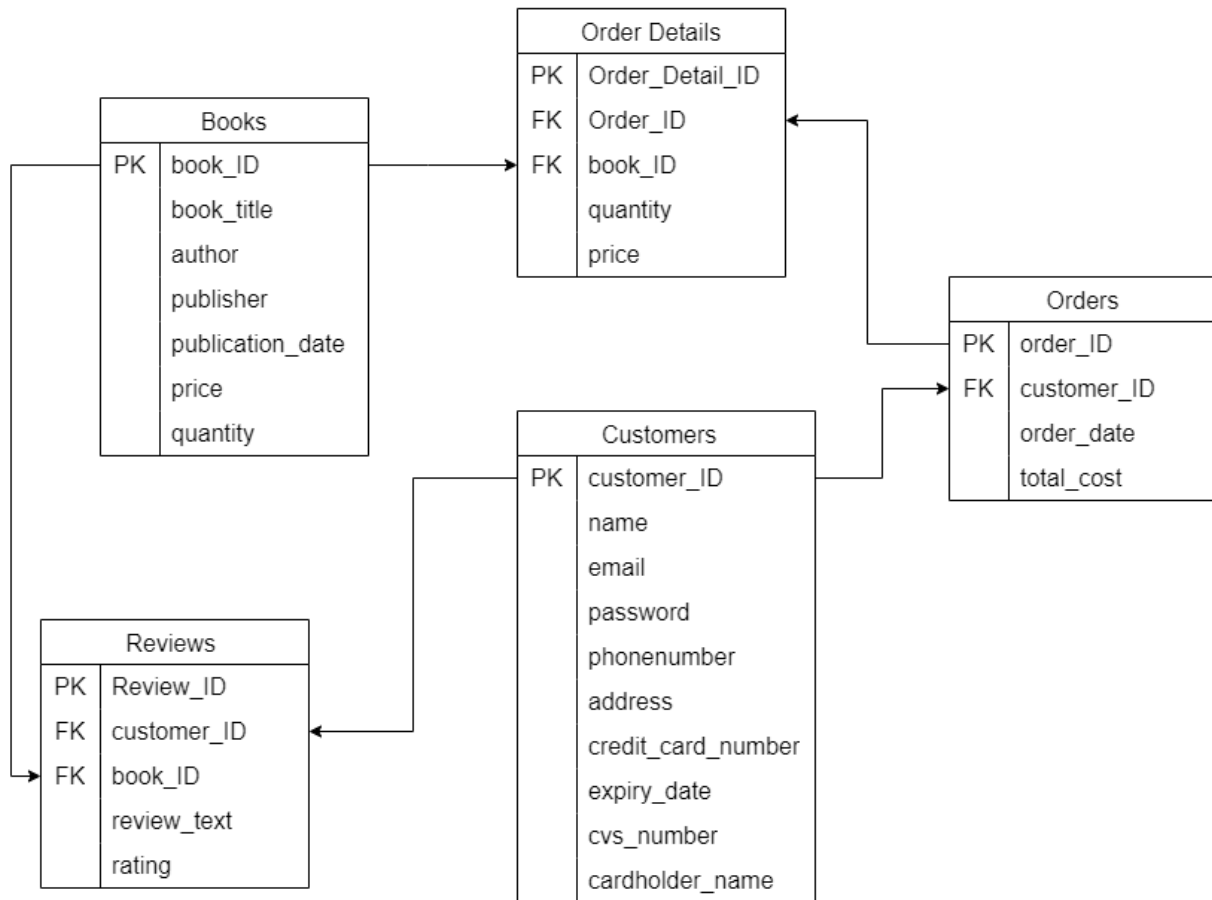 Order Details
PK Order_Detail_ID
FK Order_ID
FK book_ID
quantity
price
Books
PK book_ID
book_title
author
publisher
publication_date
price
quantity
Orders
PK order_ID
FK customer_ID
order_date
total_cost
Customers
PK customer_ID
name
email
password
phonenumber
address
credit_card_number
expiry_date
cvs_number
cardholder_name
Reviews
PK Review_ID
FK customer_ID
FK book_ID
review_text
rating